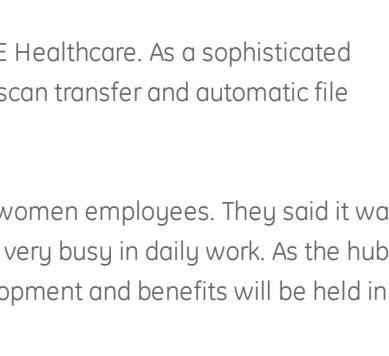 E Healthcare. As a sophisticated
scan transfer and automatic file
women employees. They said it wa
very busy in daily work. As the hub
opment and benefits will be held in